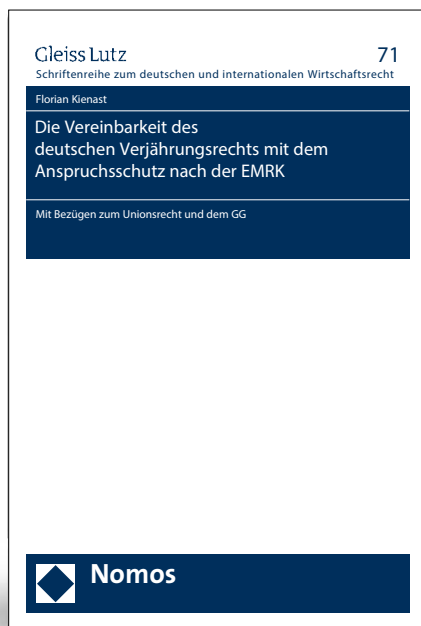 Gleiss Lutz 71
Schriftenreihe zum deutschen und internationalen Wirtschaftsrecht
Florian Kienast
Die Vereinbarkeit des
deutschen Verjährungsrechts mit dem
Anspruchsschutz nach der EMRK
Mit Bezügen zum Unionsrecht und dem GG
Nomos